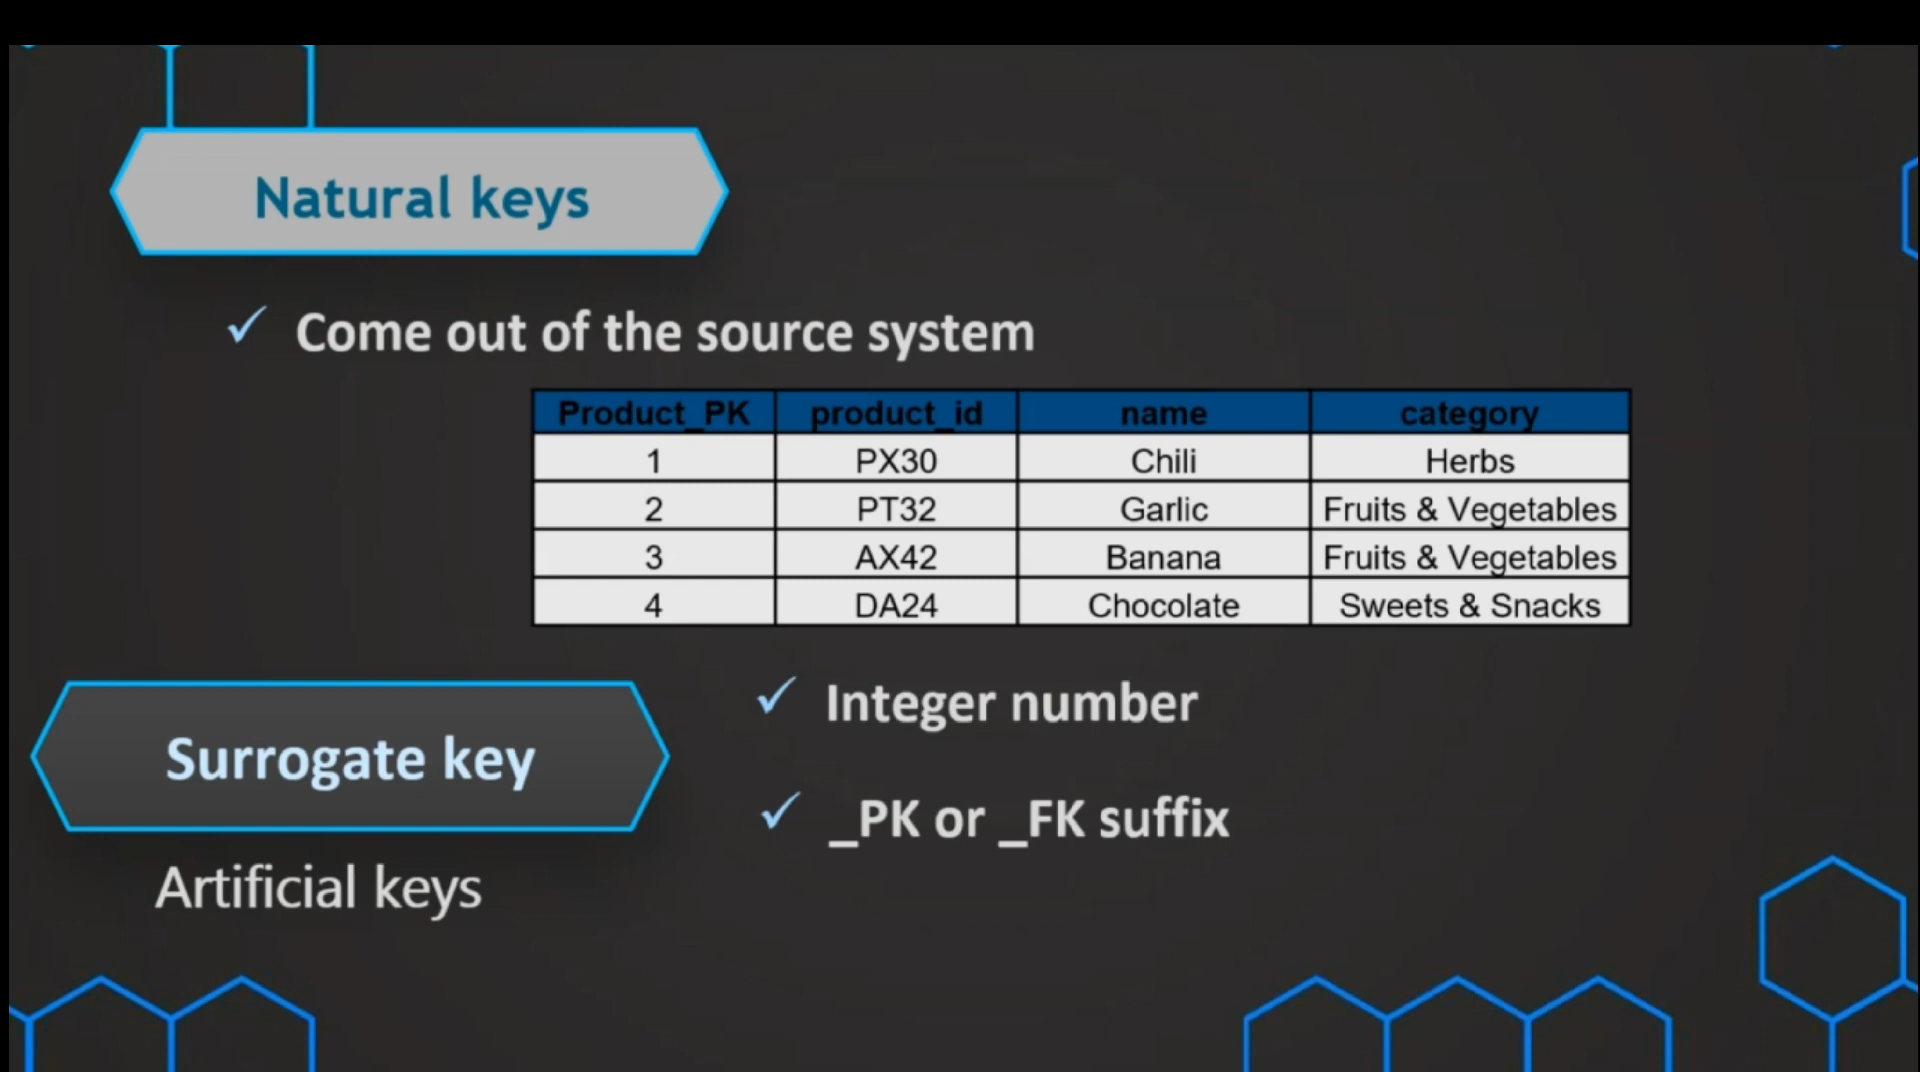 Natural keys
Come out of the source system
Product_PK product_id name category
1 PX30 Chili Herbs
2 PT32 Garlic Fruits & Vegetables
3 AX42 Banana Fruits & Vegetables
4 DA24 Chocolate Sweets & Snacks
Surrogate key
Artificial keys
Integer number
_PK or _FK suffix